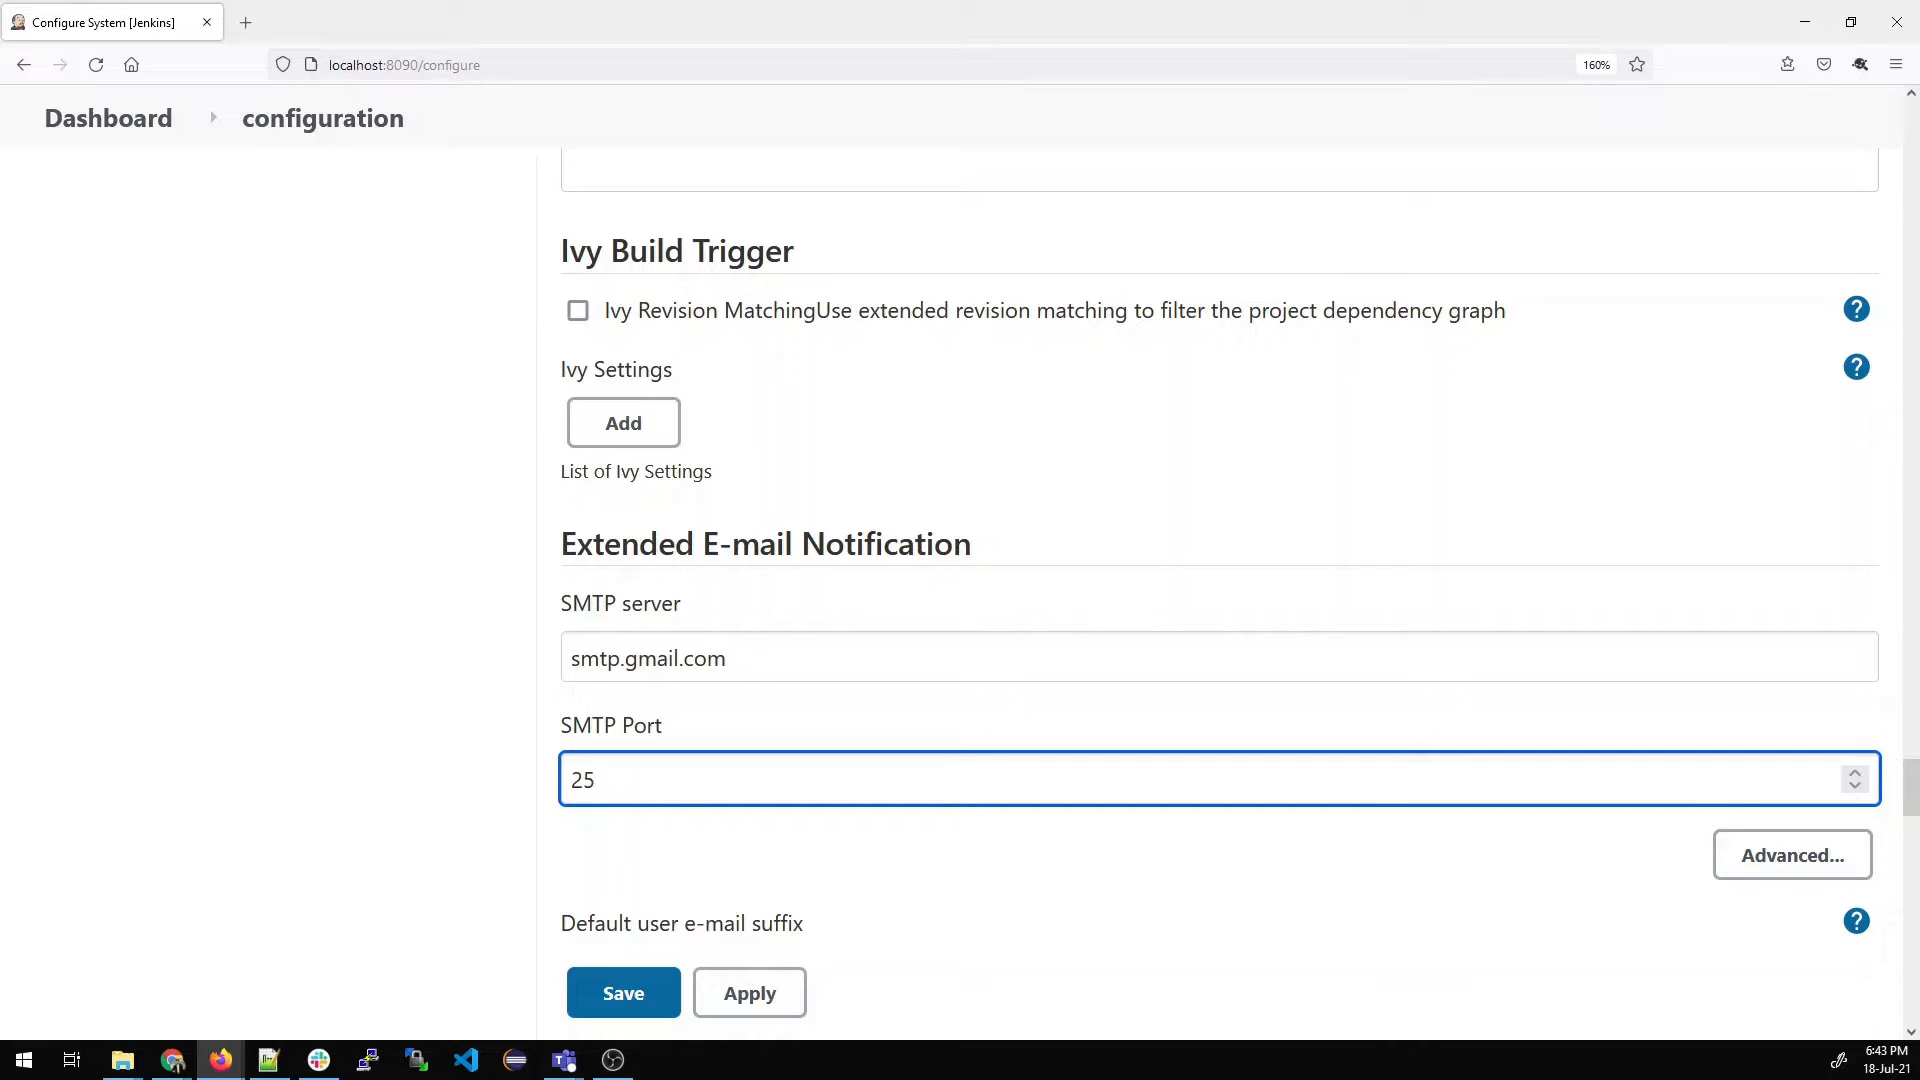 Configure System [Jenkins]
localhost:8090/configure
160%
Dashboard
configuration
Ivy Build Trigger
Ivy Revision MatchingUse extended revision matching to filter the project dependency graph
?
Ivy Settings
?
Add
List of Ivy Settings
Extended E-mail Notification
SMTP server
smtp.gmail.com
SMTP Port
25
Advanced...
Default user e-mail suffix
?
Save
Apply
6:43 PM
18-Jul-21